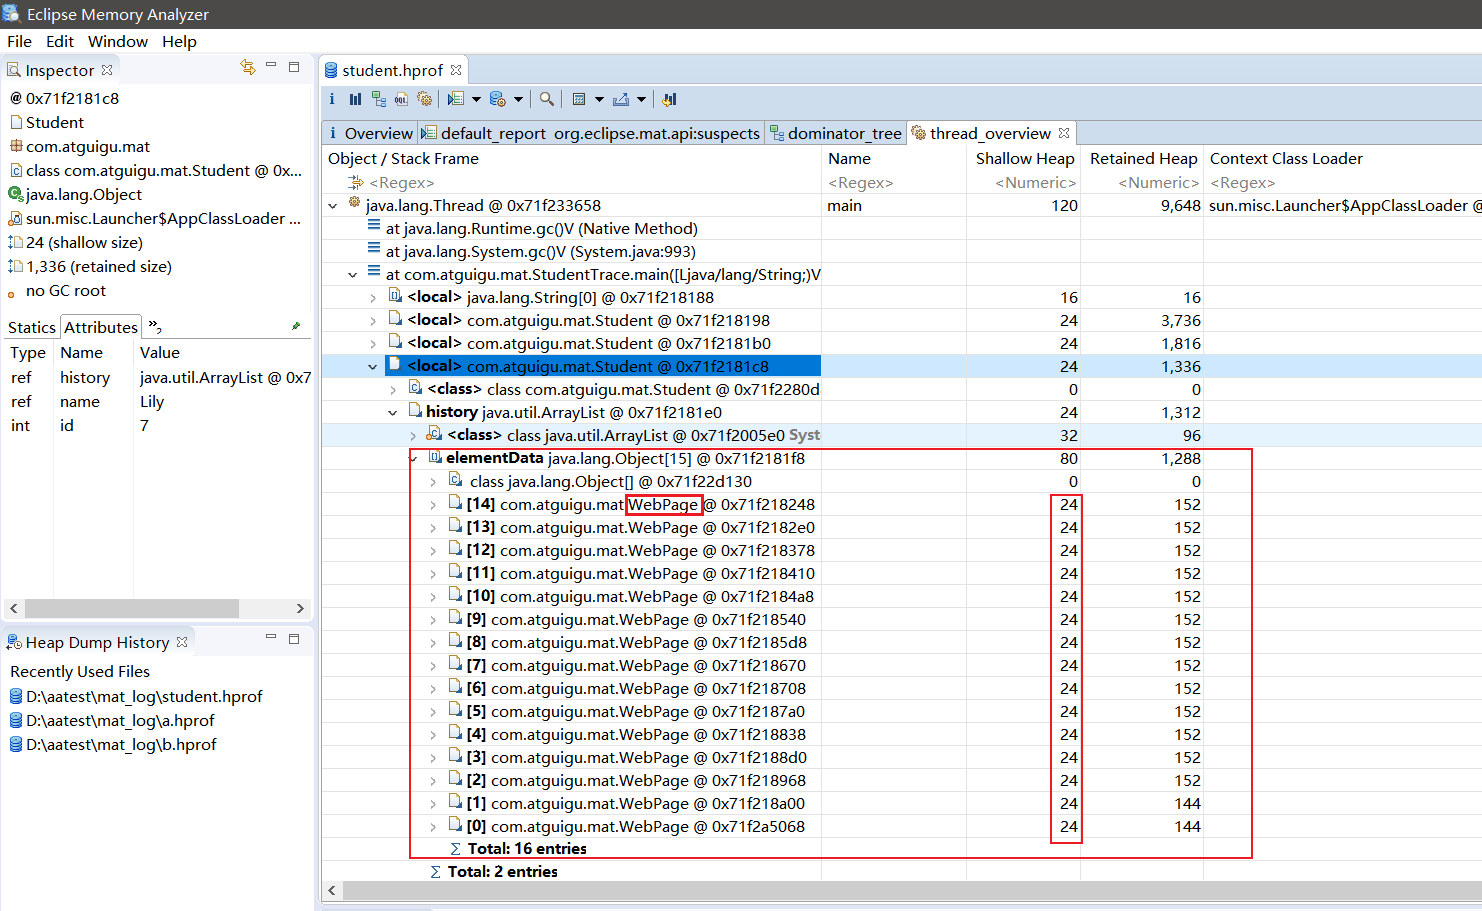 Eclipse Memory Analyzer
File Edit Window Help
Inspector
@ 0x71f2181c8
Student
com.atguigu.mat
class com.atguigu.mat.Student @ 0x...
java.lang.Object
sun.misc.Launcher$AppClassLoader ...
24 (shallow size)
1,336 (retained size)
no GC root
Statics Attributes »2
Type Name Value
ref history java.util.ArrayList @ 0x7
ref name Lily
int id 7
Heap Dump History
Recently Used Files
D:\aatest\mat_log\student.hprof
D:\aatest\mat_log\a.hprof
D:\aatest\mat_log\b.hprof
student.hprof
i OQL
i Overview default_report org.eclipse.mat.api:suspects dominator_tree thread_overview
Object / Stack Frame Name Shallow Heap Retained Heap Context Class Loader
<Regex> <Regex> <Numeric> <Numeric> <Regex>
java.lang.Thread @ 0x71f233658 main 120 9,648 sun.misc.Launcher$AppClassLoader @
at java.lang.Runtime.gc()V (Native Method)
at java.lang.System.gc()V (System.java:993)
at com.atguigu.mat.StudentTrace.main([Ljava/lang/String;)V
<local> java.lang.String[0] @ 0x71f218188 16 16
<local> com.atguigu.mat.Student @ 0x71f218198 24 3,736
<local> com.atguigu.mat.Student @ 0x71f2181b0 24 1,816
<local> com.atguigu.mat.Student @ 0x71f2181c8 24 1,336
<class> class com.atguigu.mat.Student @ 0x71f2280d 0 0
history java.util.ArrayList @ 0x71f2181e0 24 1,312
<class> class java.util.ArrayList @ 0x71f2005e0 Syst 32 96
elementData java.lang.Object[15] @ 0x71f2181f8 80 1,288
class java.lang.Object[] @ 0x71f22d130 0 0
[14] com.atguigu.mat.WebPage @ 0x71f218248 24 152
[13] com.atguigu.mat.WebPage @ 0x71f2182e0 24 152
[12] com.atguigu.mat.WebPage @ 0x71f218378 24 152
[11] com.atguigu.mat.WebPage @ 0x71f218410 24 152
[10] com.atguigu.mat.WebPage @ 0x71f2184a8 24 152
[9] com.atguigu.mat.WebPage @ 0x71f218540 24 152
[8] com.atguigu.mat.WebPage @ 0x71f2185d8 24 152
[7] com.atguigu.mat.WebPage @ 0x71f218670 24 152
[6] com.atguigu.mat.WebPage @ 0x71f218708 24 152
[5] com.atguigu.mat.WebPage @ 0x71f2187a0 24 152
[4] com.atguigu.mat.WebPage @ 0x71f218838 24 152
[3] com.atguigu.mat.WebPage @ 0x71f2188d0 24 152
[2] com.atguigu.mat.WebPage @ 0x71f218968 24 152
[1] com.atguigu.mat.WebPage @ 0x71f218a00 24 144
[0] com.atguigu.mat.WebPage @ 0x71f2a5068 24 144
Σ Total: 16 entries
Σ Total: 2 entries